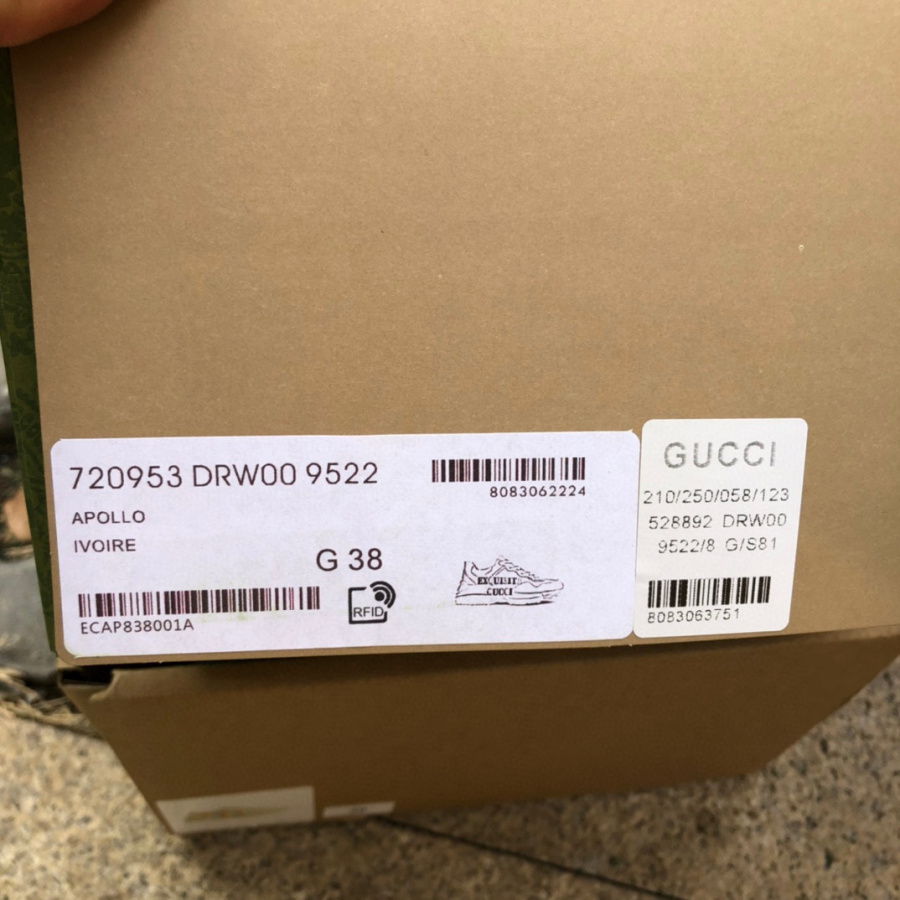 720953 DRW00 9522
8083062224
APOLLO
IVOIRE
G 38
ECAP838001A
RFID
EXQUISIT
GUCCI
GUCCI
210/250/058/123
528892 DRW00
9522/8 G/S81
8083063751